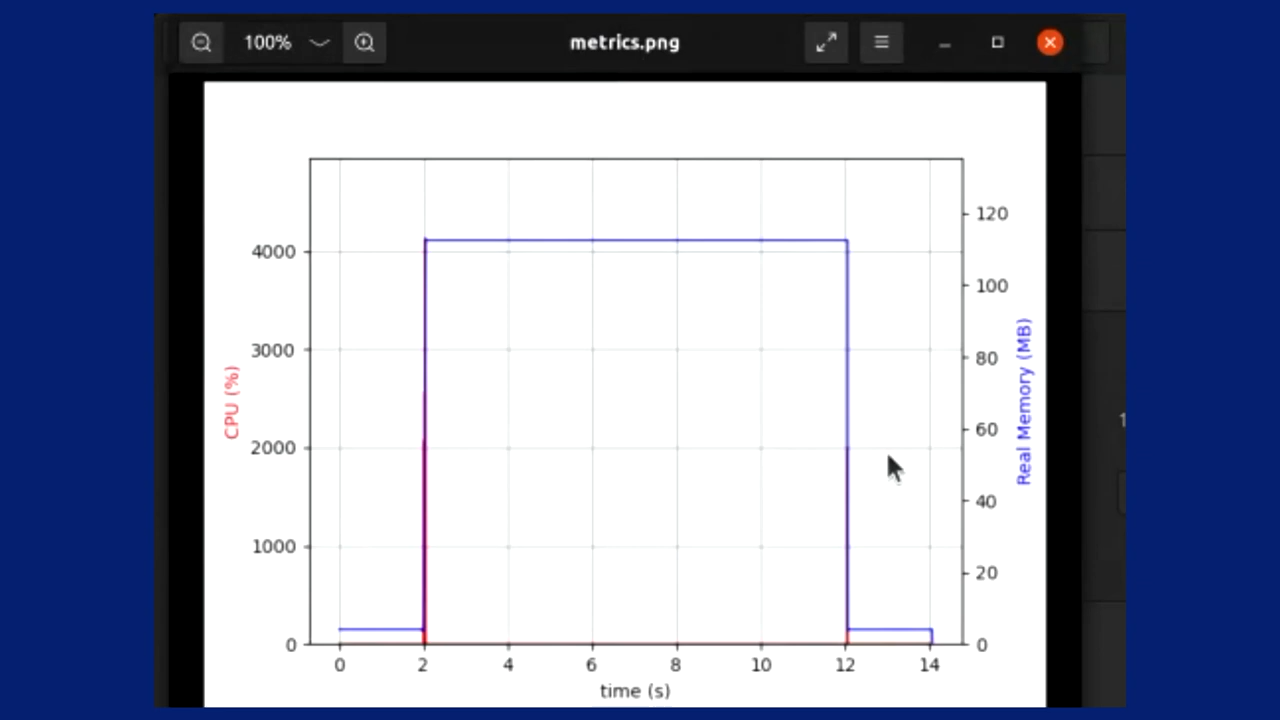 100% metrics.png
120
4000
100
3000
80
CPU (%)
Real Memory (MB)
60
2000
40
1000
20
0 0
0 2 4 6 8 10 12 14
time (s)